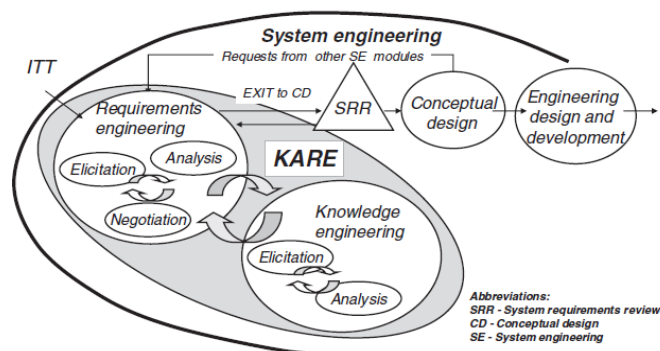 System engineering
Requests from other SE modules
ITT
EXIT to CD
Requirements
engineering
SRR
Conceptual
design
Engineering
design and
development
Analysis
Elicitation
KARE
Negotiation
Knowledge
engineering
Elicitation
Analysis
Abbreviations:
SRR - System requirements review
CD - Conceptual design
SE - System engineering